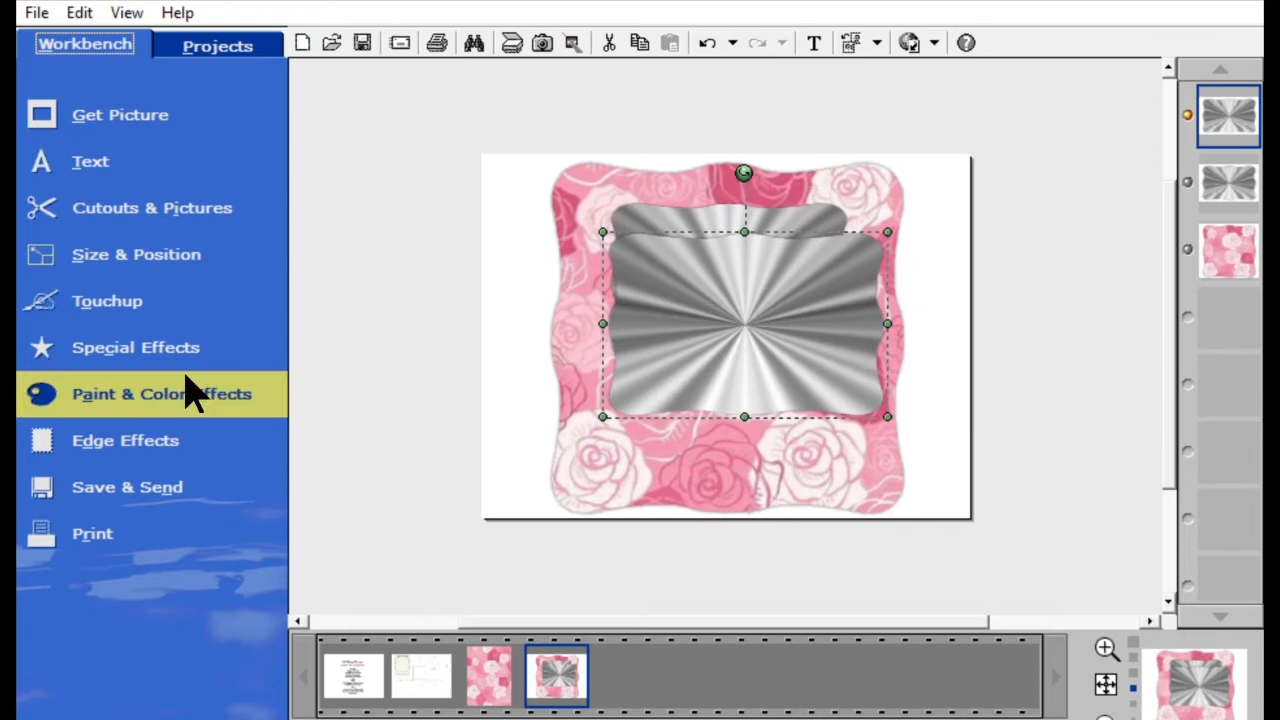 File Edit View Help
Workbench Projects
Get Picture
Text
Cutouts & Pictures
Size & Position
Touchup
Special Effects
Paint & Color Effects
Edge Effects
Save & Send
Print